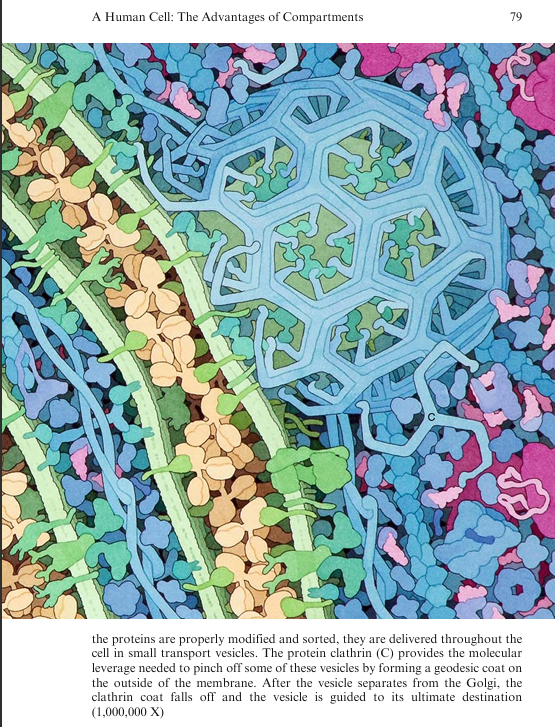 A Human Cell: The Advantages of Compartments 79
C
the proteins are properly modified and sorted, they are delivered throughout the
cell in small transport vesicles. The protein clathrin (C) provides the molecular
leverage needed to pinch off some of these vesicles by forming a geodesic coat on
the outside of the membrane. After the vesicle separates from the Golgi, the
clathrin coat falls off and the vesicle is guided to its ultimate destination
(1,000,000 X)